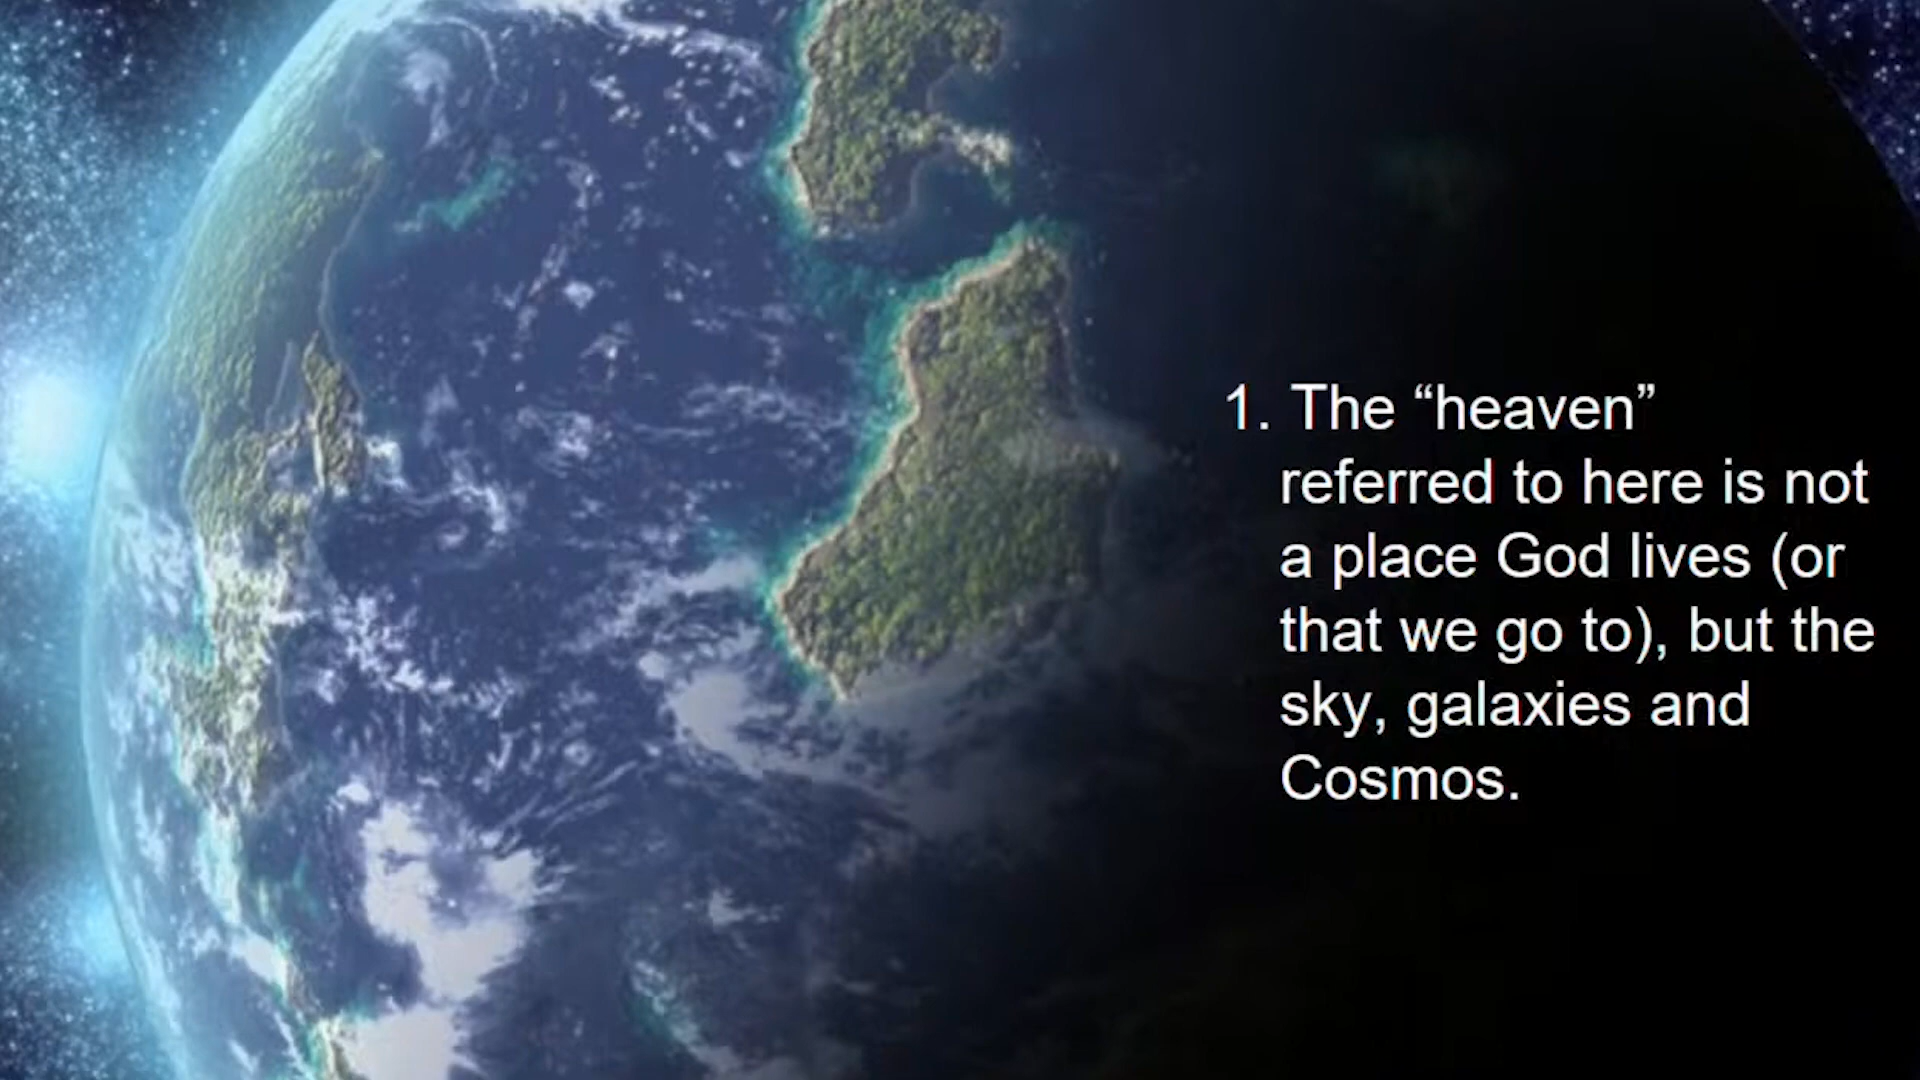 1. The “heaven”
referred to here is not
a place God lives (or
that we go to), but the
sky, galaxies and
Cosmos.